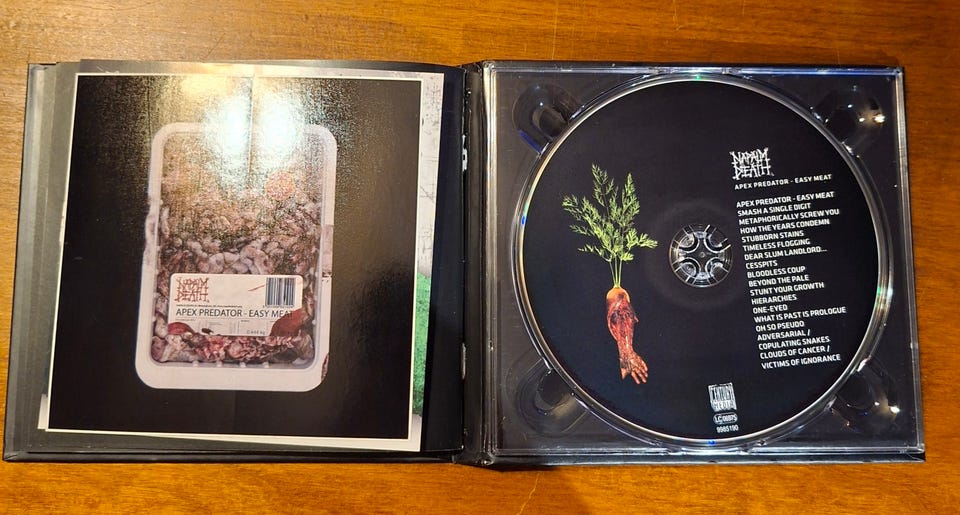 NAPALM
DEATH
APEX PREDATOR - EASY MEAT
NAPALM
DEATH
APEX PREDATOR - EASY MEAT
APEX PREDATOR - EASY MEAT
SMASH A SINGLE DIGIT
METAPHORICALLY SCREW YOU
HOW THE YEARS CONDEMN
STUBBORN STAINS
TIMELESS FLOGGING
DEAR SLUM LANDLORD...
CESSPITS
BLOODLESS COUP
BEYOND THE PALE
STUNT YOUR GROWTH
HIERARCHIES
ONE-EYED
WHAT IS PAST IS PROLOGUE
OH SO PSEUDO
ADVERSARIAL /
COPULATING SNAKES
CLOUDS OF CANCER /
VICTIMS OF IGNORANCE
CENTURY
MEDIA
LC 06975
9985190